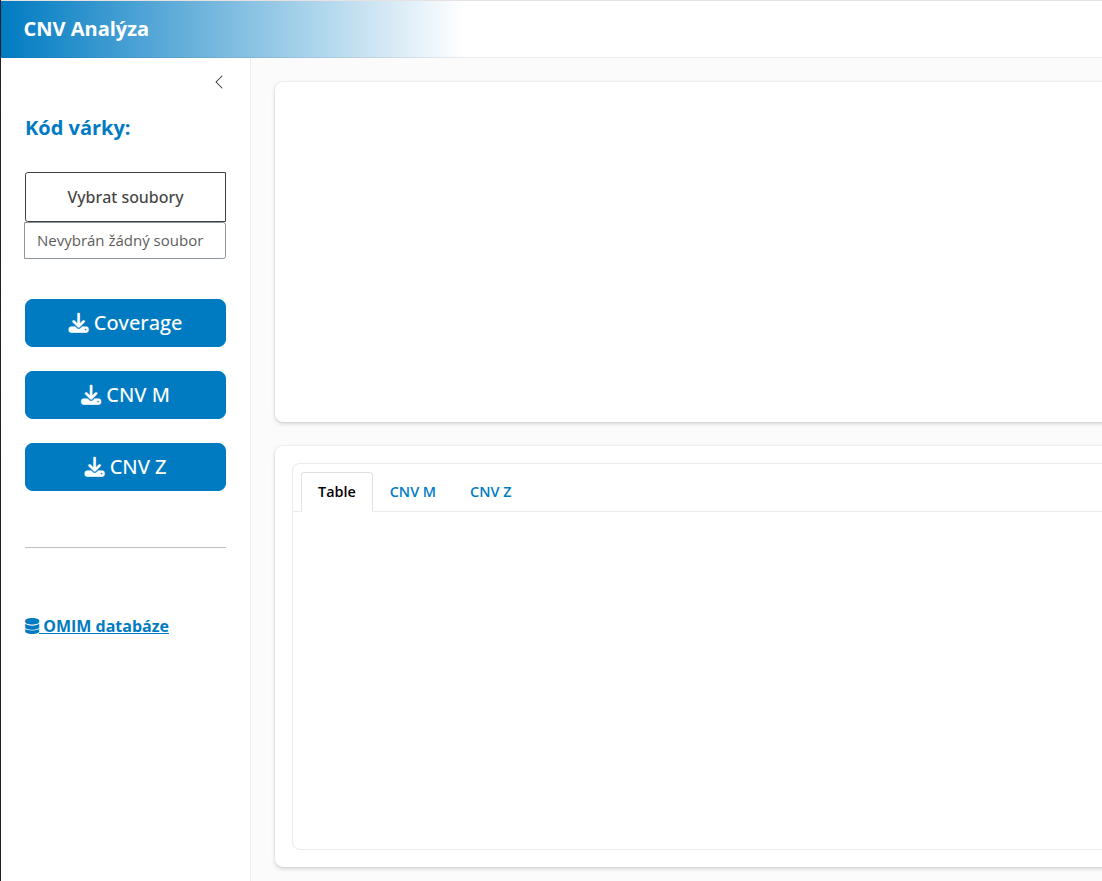 CNV Analýza
Kód várky:
Vybrat soubory
Nevybrán žádný soubor
Coverage
CNV M
CNV Z
OMIM databáze
Table CNV M CNV Z